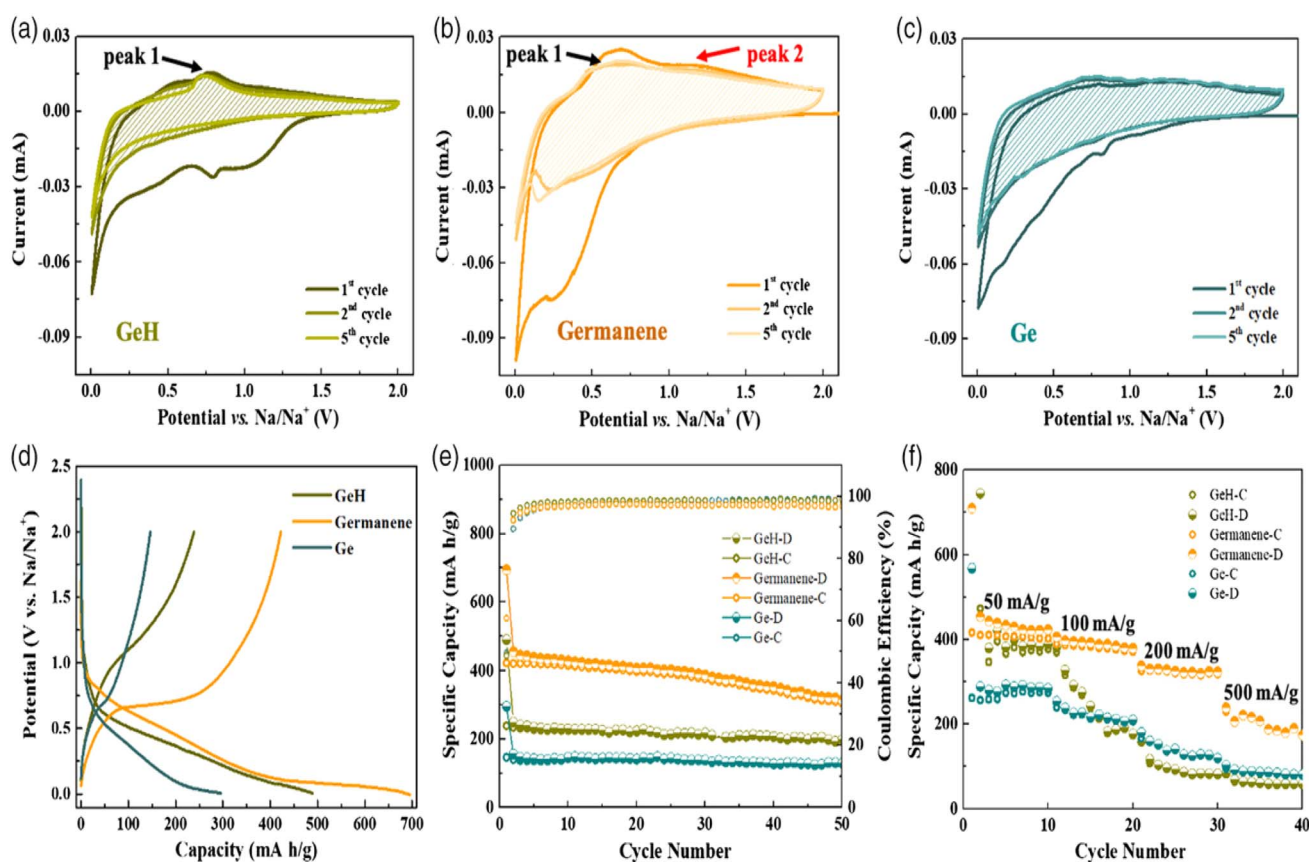 (a)
0.03
0.00
-0.03
-0.06
-0.09
Current (mA)
peak 1
1st cycle
2nd cycle
5th cycle
GeH
0.0 0.5 1.0 1.5 2.0
Potential vs. Na/Na+ (V)
(b)
0.03
0.00
-0.03
-0.06
-0.09
Current (mA)
peak 1
peak 2
1st cycle
2nd cycle
5th cycle
Germanene
0.0 0.5 1.0 1.5 2.0
Potential vs. Na/Na+ (V)
(c)
0.03
0.00
-0.03
-0.06
-0.09
Current (mA)
1st cycle
2nd cycle
5th cycle
Ge
0.0 0.5 1.0 1.5 2.0
Potential vs. Na/Na+ (V)
(d)
2.5
2.0
1.5
1.0
0.5
0.0
Potential (V vs. Na/Na+)
GeH
Germanene
Ge
0 100 200 300 400 500 600 700
Capacity (mA h/g)
(e)
1000
800
600
400
200
0
Specific Capcity (mA h/g)
GeH-D
GeH-C
Germanene-D
Germanene-C
Ge-D
Ge-C
100
80
60
40
20
0
Coulombic Efficiency (%)
0 10 20 30 40 50
Cycle Number
(f)
800
600
400
200
0
Specific Capcity (mA h/g)
GeH-C
GeH-D
Germanene-C
Germanene-D
Ge-C
Ge-D
50 mA/g
100 mA/g
200 mA/g
500 mA/g
0 10 20 30 40
Cycle Number